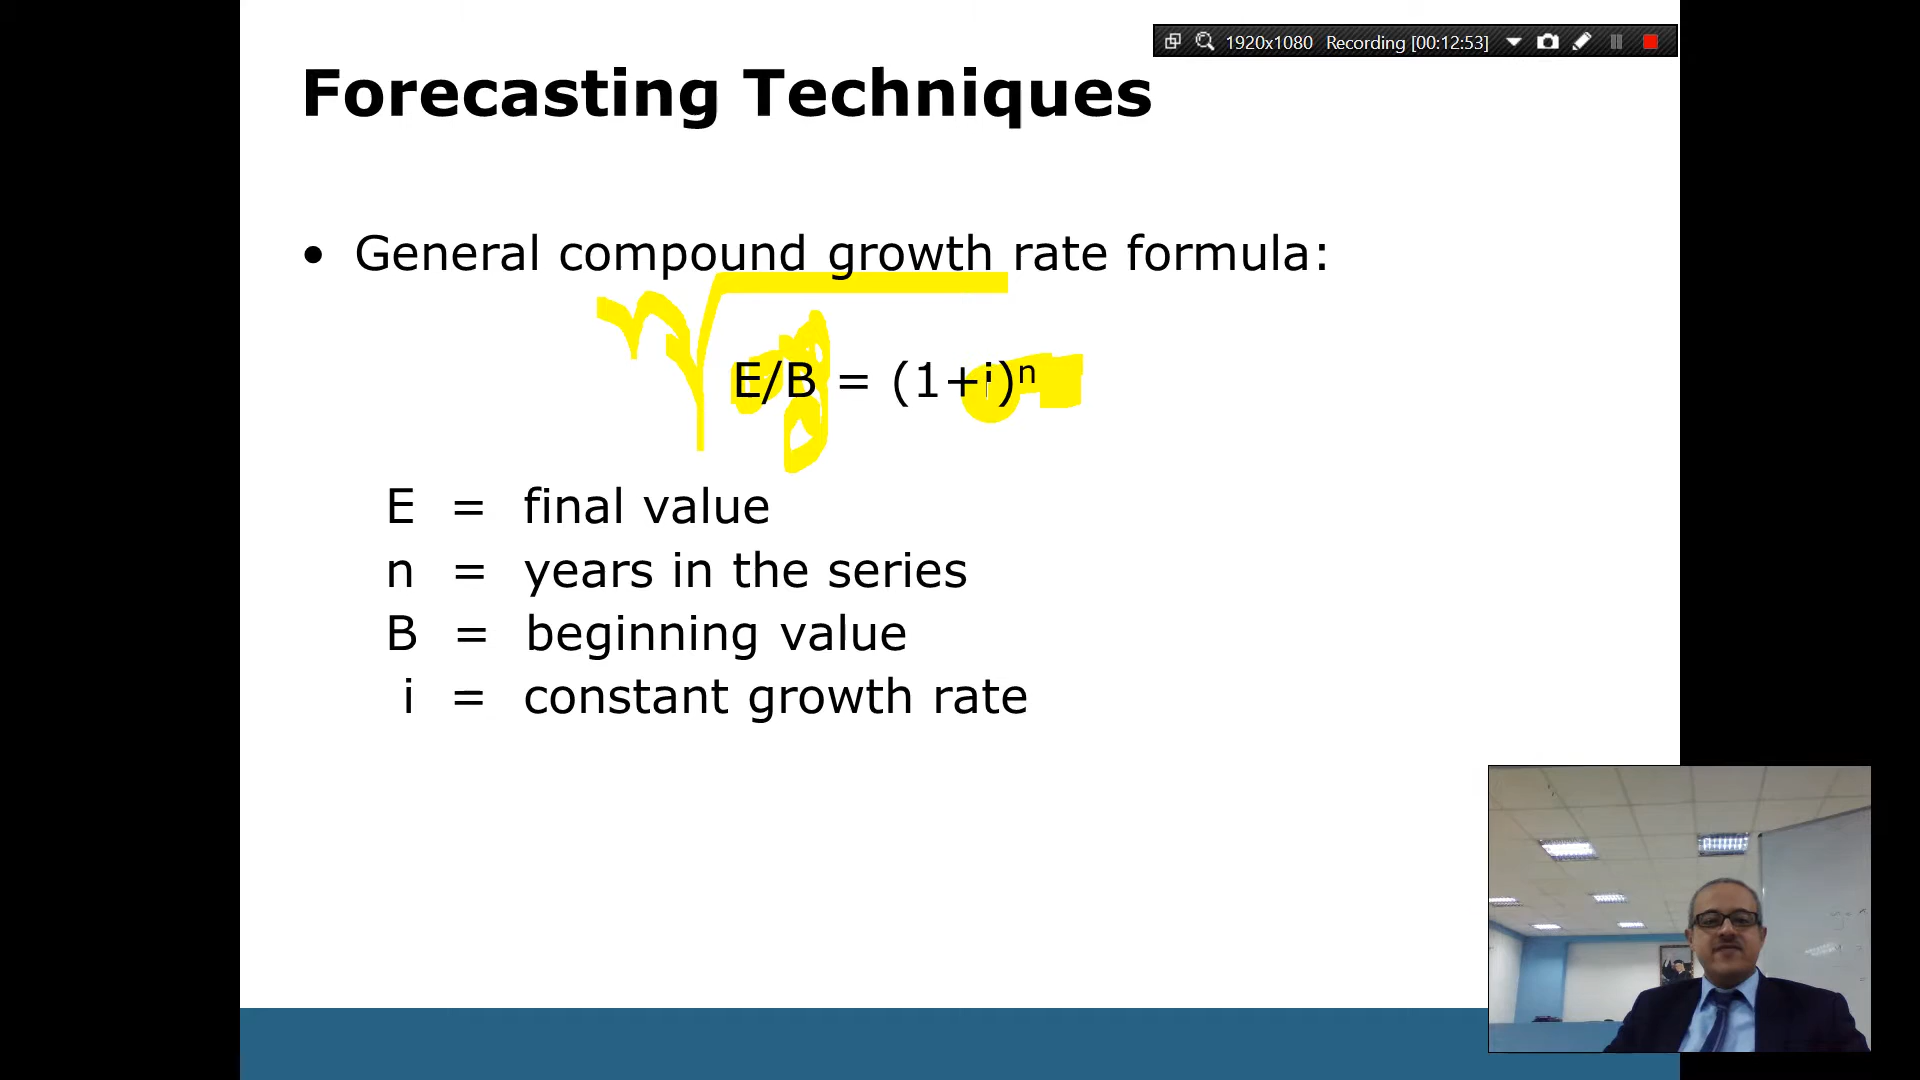 1920x1080 Recording [00:12:53]
Forecasting Techniques
• General compound growth rate formula:
n
E/B = (1+i)ⁿ
E = final value
n = years in the series
B = beginning value
i = constant growth rate